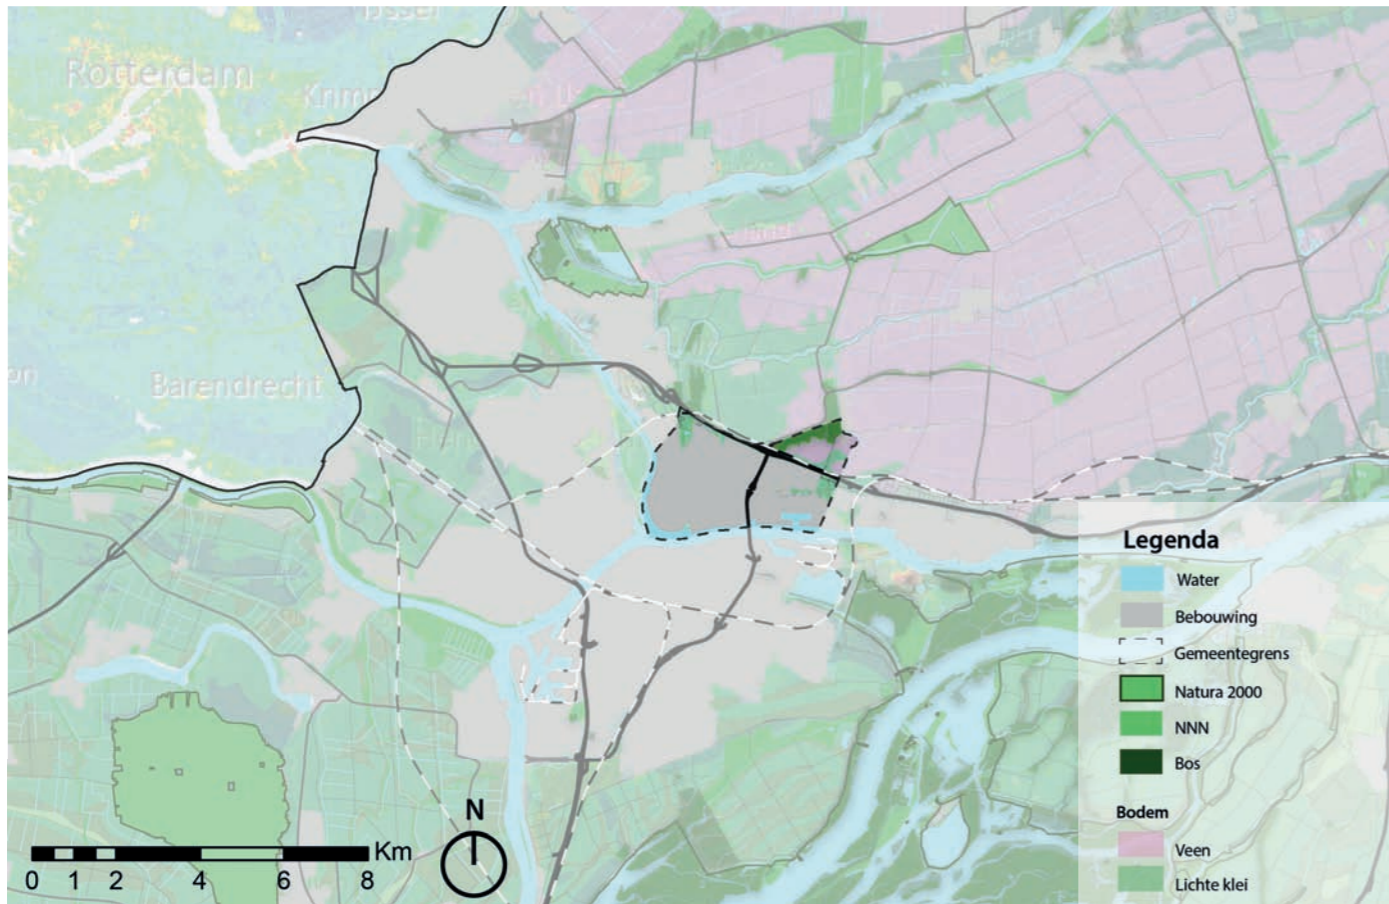 IJssel
Rotterdam
Barendrecht
Legenda
Water
Bebouwing
Gemeentegrens
Natura 2000
NNN
Bos
Bodem
Veen
Lichte klei
N
Km
0 1 2 4 6 8